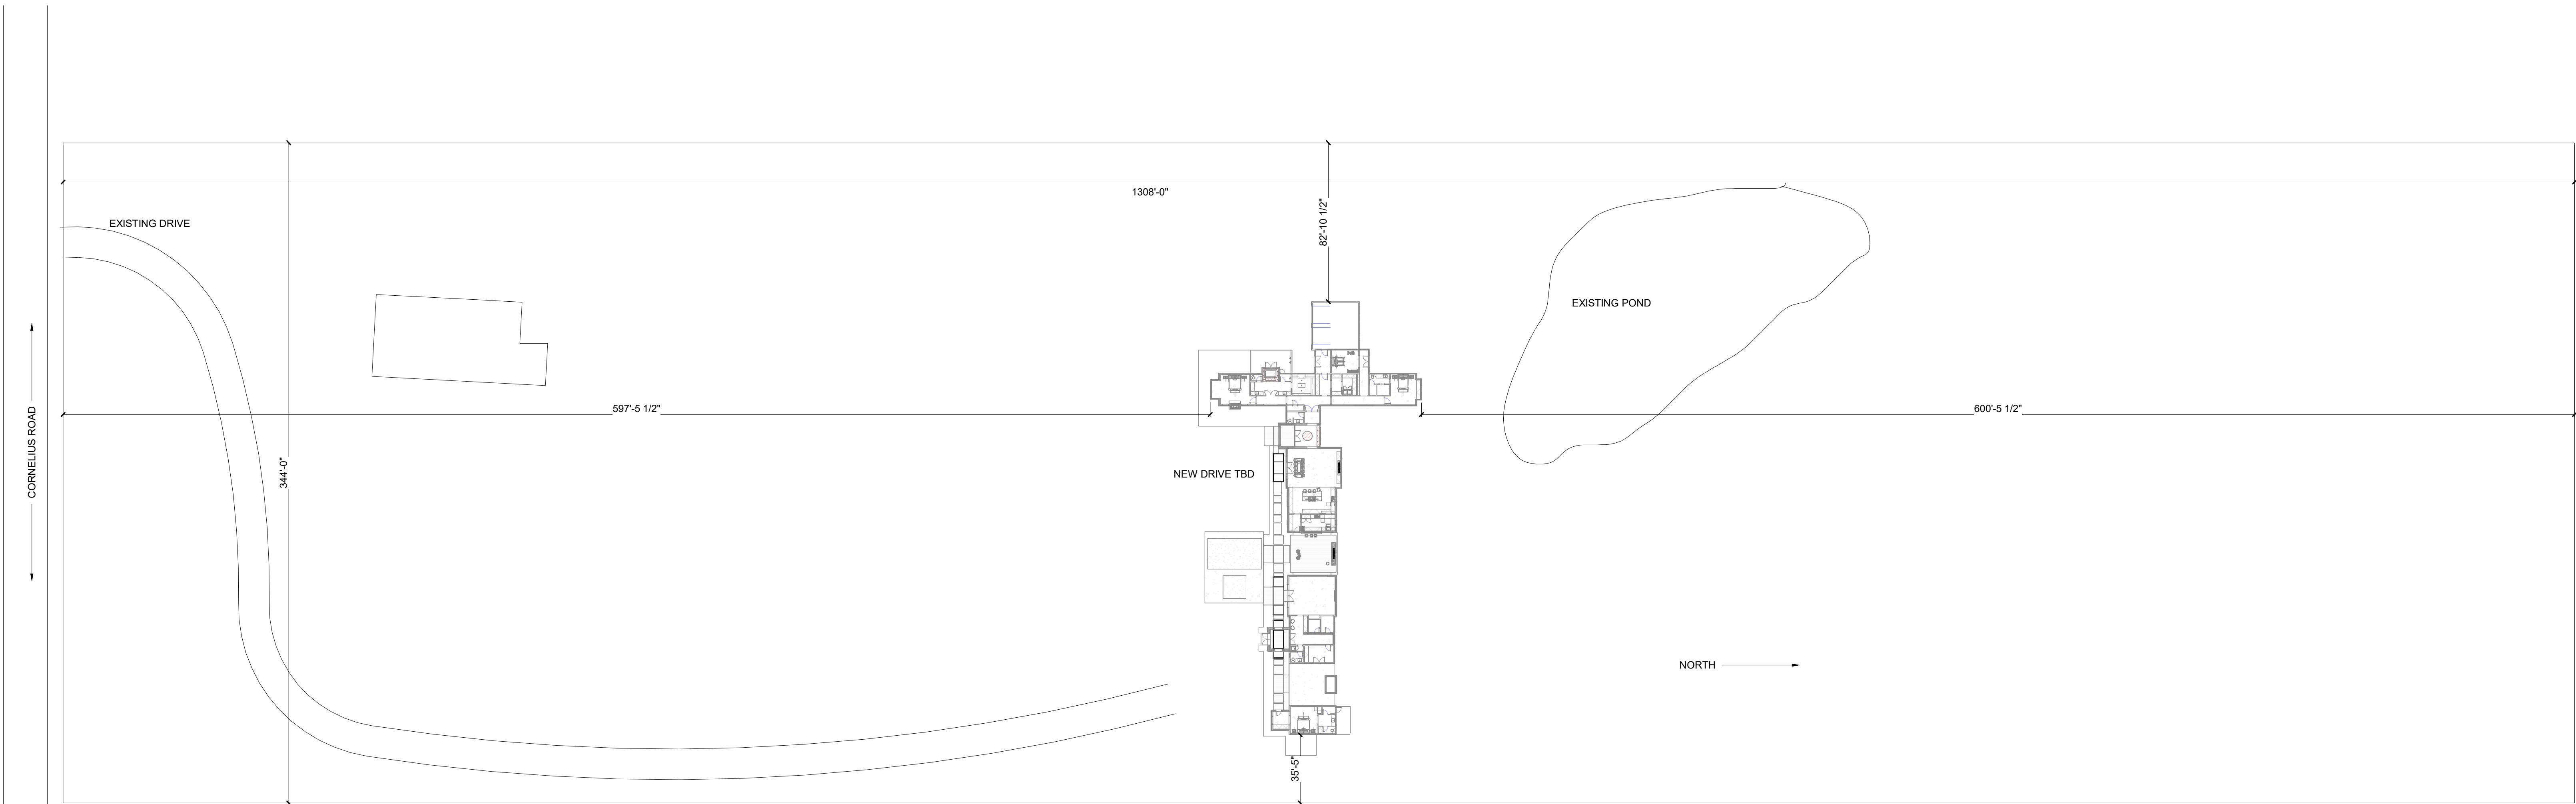 1308'-0"
82'-10 1/2"
EXISTING DRIVE
EXISTING POND
597'-5 1/2"
600'-5 1/2"
CORNELIUS ROAD
344'-0"
NEW DRIVE TBD
NORTH
35'-5"